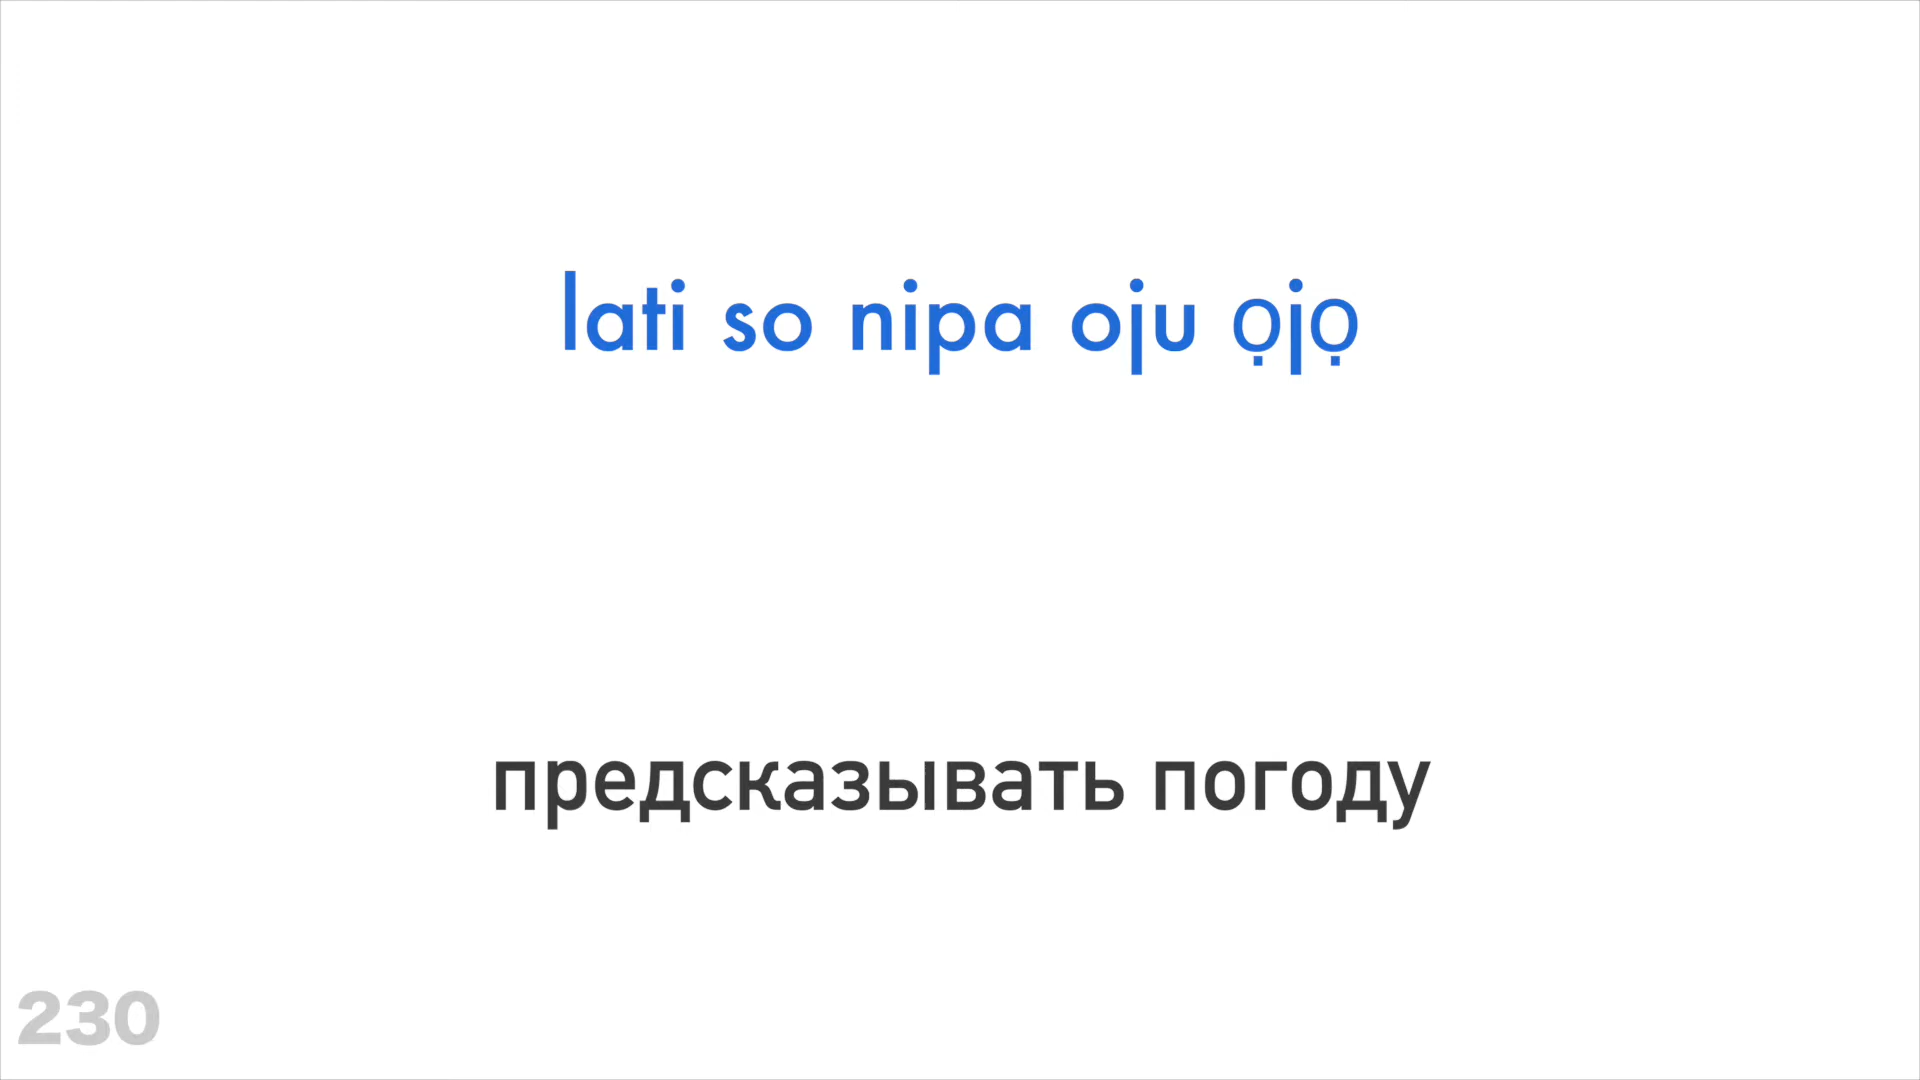 lati so nipa oju ọjọ
предсказывать погоду
230